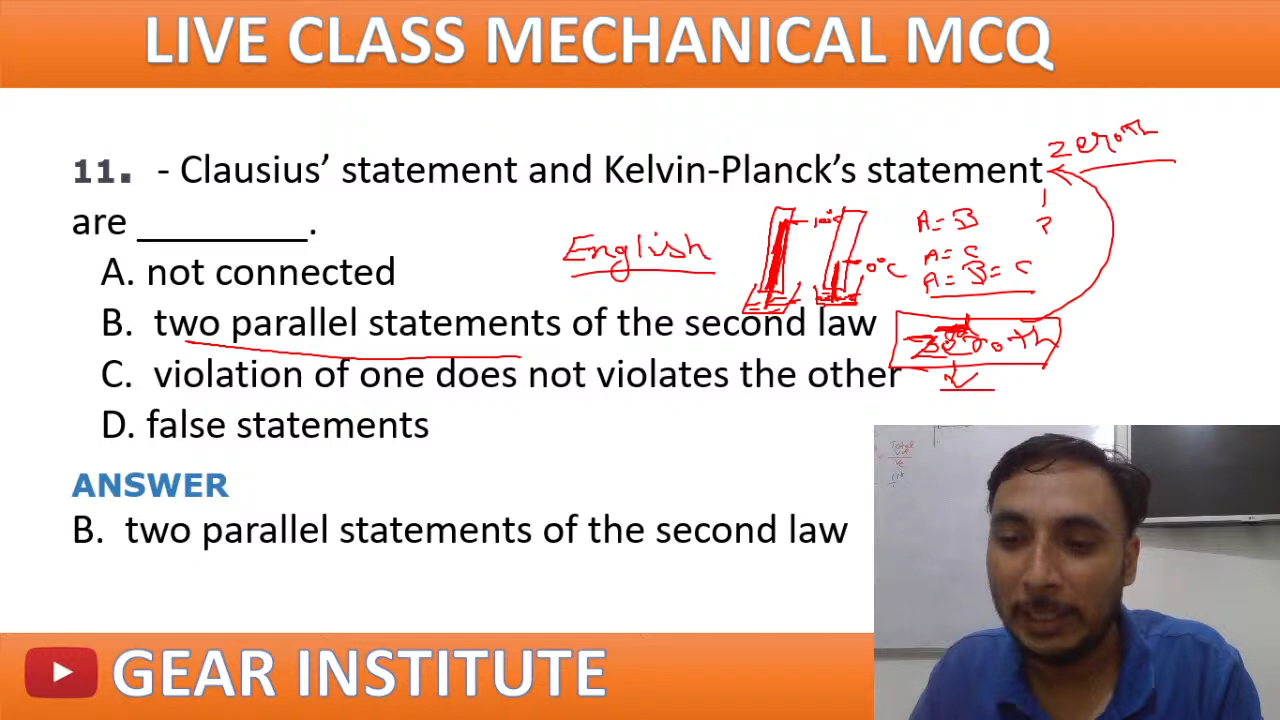 LIVE CLASS MECHANICAL MCQ
zeroth
11. - Clausius’ statement and Kelvin-Planck’s statement
are ________.
English
A = B
A = C
A = B = C
0°C
?
A. not connected
B. two parallel statements of the second law
C. violation of one does not violates the other
D. false statements
ANSWER
B. two parallel statements of the second law
GEAR INSTITUTE